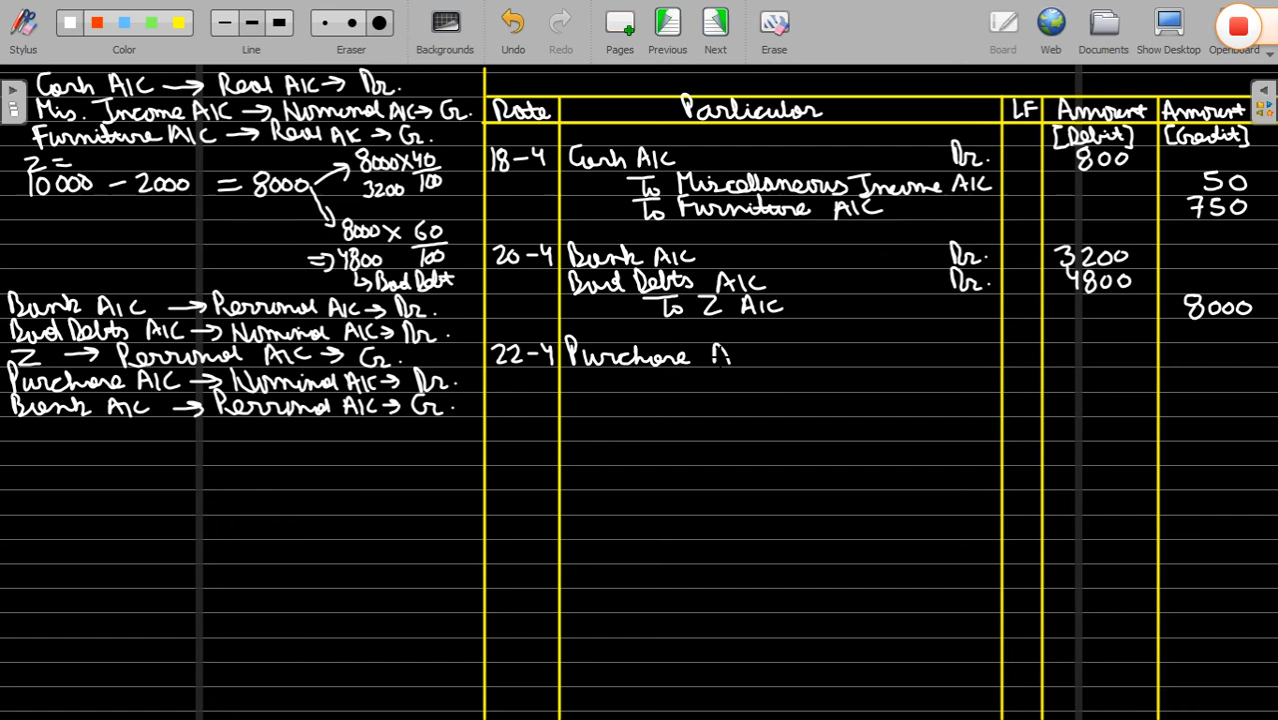 Stylus
Color
Line
Eraser
Backgrounds
Undo
Redo
Pages
Previous
Next
Erase
Board
Web
Documents
Show Desktop
OpenBoard
Cash A/C → Real A/C → Dr.
Mis. Income A/C → Nominal A/C → Cr.
Furniture A/C → Real A/C → Cr.
Z =
10000 - 2000 = 8000
8000 × 40/100
3200
8000 × 60/100
⇒ 4800
↳ Bad Debt
Bank A/C → Personal A/C → Dr.
Bad Debts A/C → Nominal A/C → Dr.
Z → Personal A/C → Cr.
Purchase A/C → Nominal A/C → Dr.
Bank A/C → Personal A/C → Cr.
Date Particular LF Amount [Debit] Amount [Credit]
18-4 Cash A/C Dr. 800
To Miscellaneous Income A/C 50
To Furniture A/C 750
20-4 Bank A/C Dr. 3200
Bad Debts A/C Dr. 4800
To Z A/C 8000
22-4 Purchase A